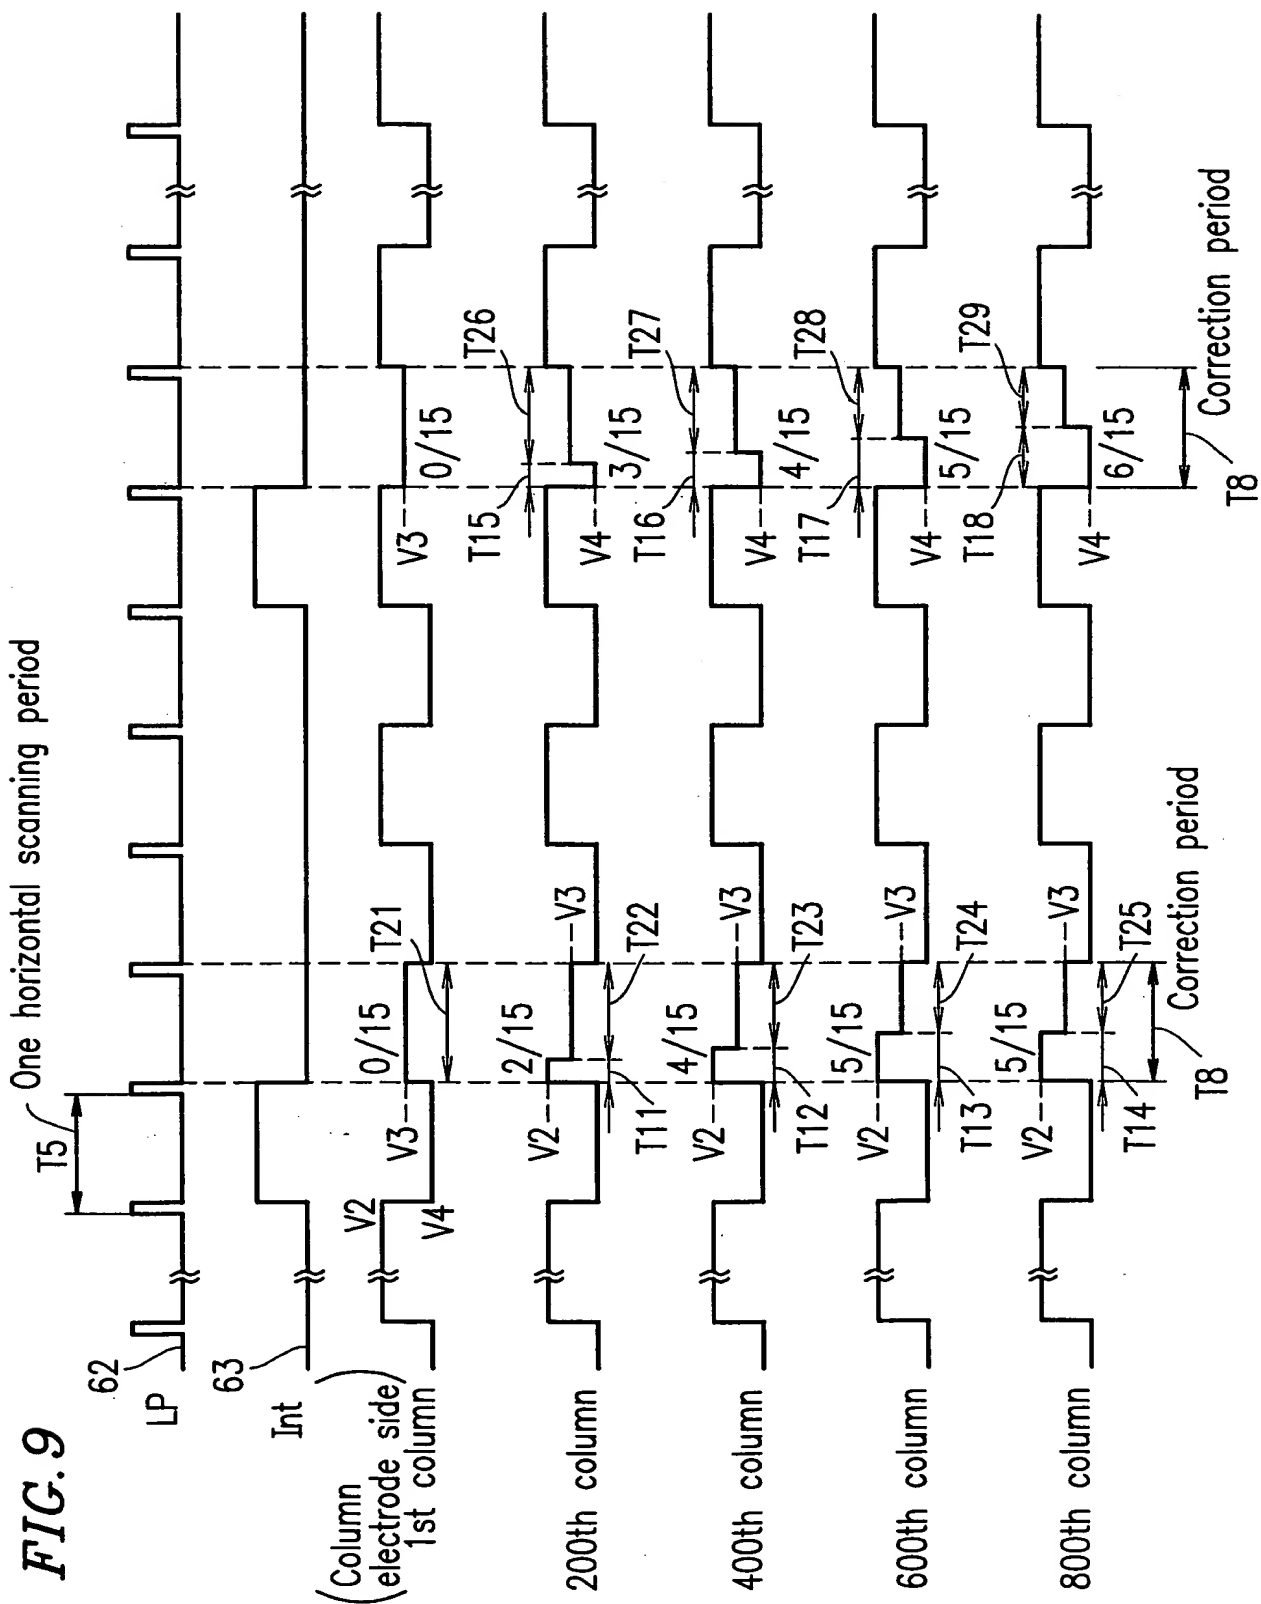 FIG. 9
One horizontal scanning period
T5
62
LP
63
Int
(Column
electrode side)
1st column
V2
V4
V3
0/15
T21
V3
0/15
200th column
V2
2/15
V3
T11
T22
T15
T26
V4
3/15
400th column
V2
4/15
V3
T12
T23
T16
T27
V4
4/15
600th column
V2
5/15
V3
T13
T24
T17
T28
V4
5/15
800th column
V2
5/15
V3
T14
T25
T18
T29
V4
6/15
T8
Correction period
T8
Correction period